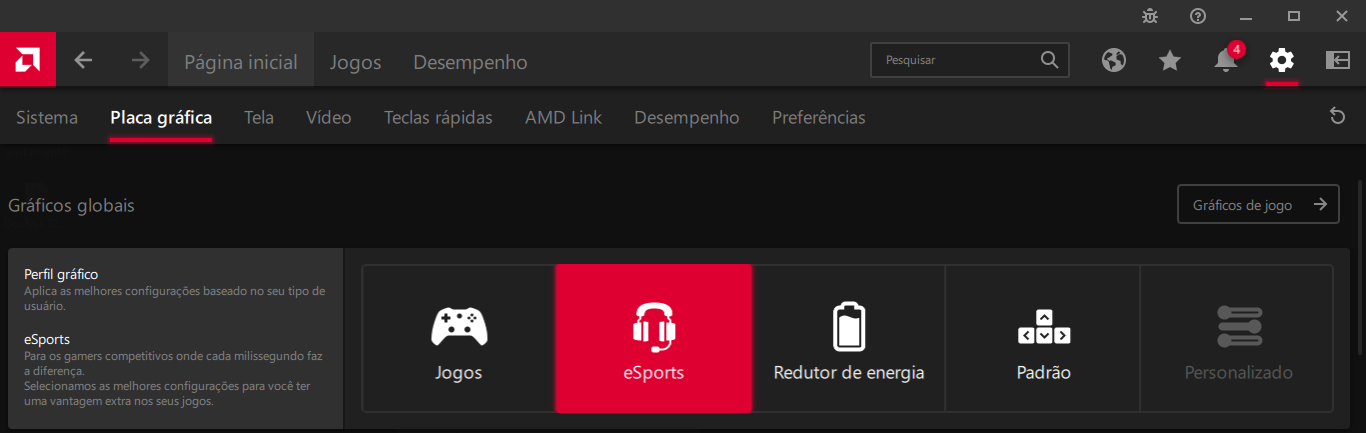 Página inicial
Jogos
Desempenho
Pesquisar
4
Sistema
Placa gráfica
Tela
Vídeo
Teclas rápidas
AMD Link
Desempenho
Preferências
Gráficos globais
Gráficos de jogo
Perfil gráfico
Aplica as melhores configurações baseado no seu tipo de
usuário.
eSports
Para os gamers competitivos onde cada milissegundo faz
a diferença.
Selecionamos as melhores configurações para você ter
uma vantagem extra nos seus jogos.
Jogos
eSports
Redutor de energia
Padrão
Personalizado